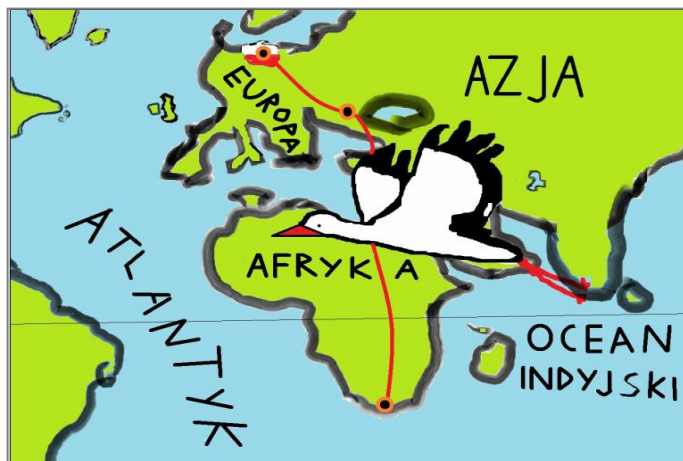 AZJA
EUROPA
ATLANTYK
AFRYKA
OCEAN
INDYJSKI